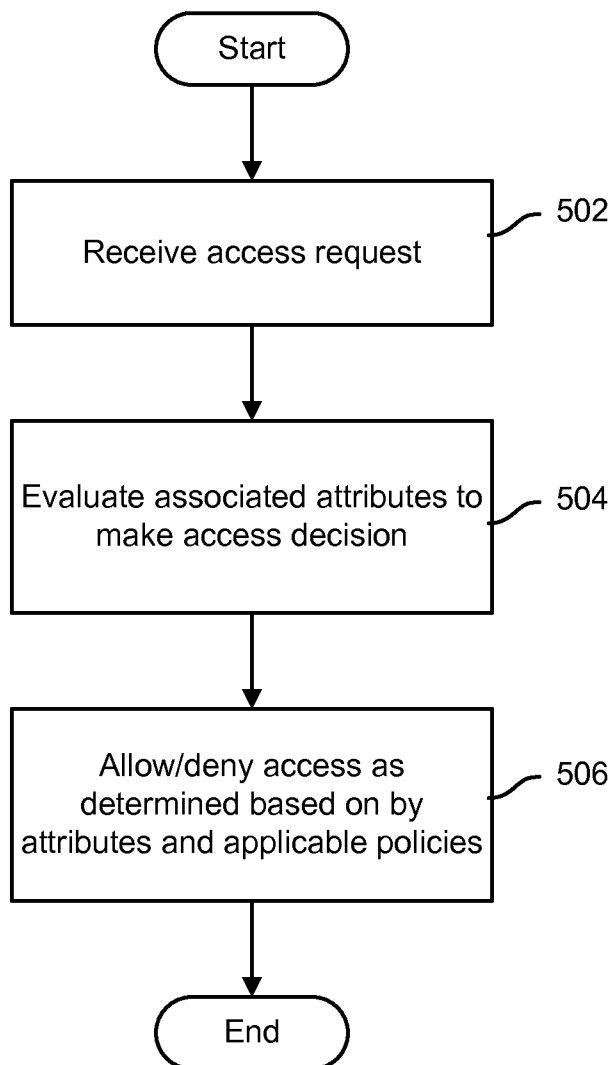 Start
Receive access request
502
Evaluate associated attributes to
make access decision
504
Allow/deny access as
determined based on by
attributes and applicable policies
506
End